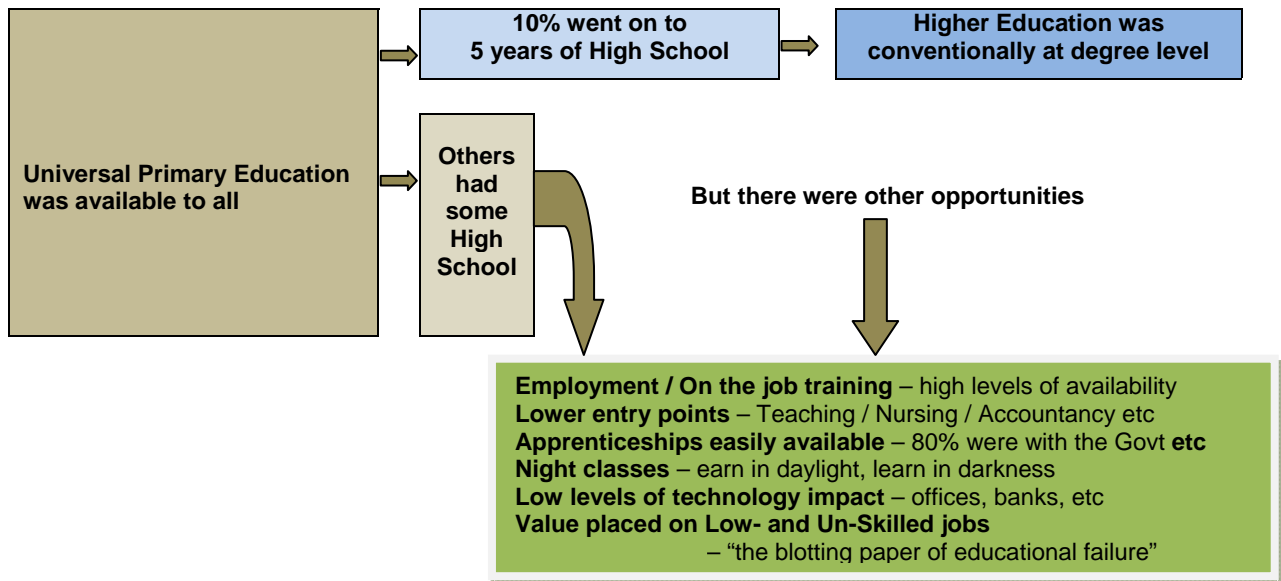 10% went on to
5 years of High School
Higher Education was
conventionally at degree level
Universal Primary Education
was available to all
Others
had
some
High
School
But there were other opportunities
Employment / On the job training – high levels of availability
Lower entry points – Teaching / Nursing / Accountancy etc
Apprenticeships easily available – 80% were with the Govt etc
Night classes – earn in daylight, learn in darkness
Low levels of technology impact – offices, banks, etc
Value placed on Low- and Un-Skilled jobs
– “the blotting paper of educational failure”